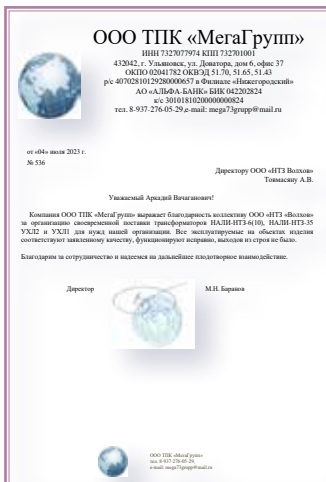 ООО ТПК «МегаГрупп»
ИНН 7327077974 КПП 732701001
432042, г. Ульяновск, ул. Доватора, дом 6, офис 37
ОКПО 02041782 ОКВЭД 51.70, 51.65, 51.43
р/с 40702810129280000657 в Филиале «Нижегородский»
АО «АЛЬФА-БАНК» БИК 042202824
к/с 30101810200000000824
тел. 8-937-276-05-29,e-mail: mega73grupp@mail.ru
от «04» июля 2023 г.
№ 536
Директору ООО «НТЗ Волхов»
Товмасяну А.В.
Уважаемый Аркадий Вачаганович!
Компания ООО ТПК «МегаГрупп» выражает благодарность коллективу ООО «НТЗ «Волхов»
за организацию своевременной поставки трансформаторов НАЛИ-НТЗ-6(10), НАЛИ-НТЗ-35
УХЛ2 и УХЛ1 для нужд нашей организации. Все эксплуатируемые на объектах изделия
соответствуют заявленному качеству, функционируют исправно, выходов из строя не было.
Благодарим за сотрудничество и надеемся на дальнейшее плодотворное взаимодействие.
Директор М.Н. Баранов
ООО ТПК «МегаГрупп»
тел. 8-937-276-05-29,
e-mail: mega73grupp@mail.ru